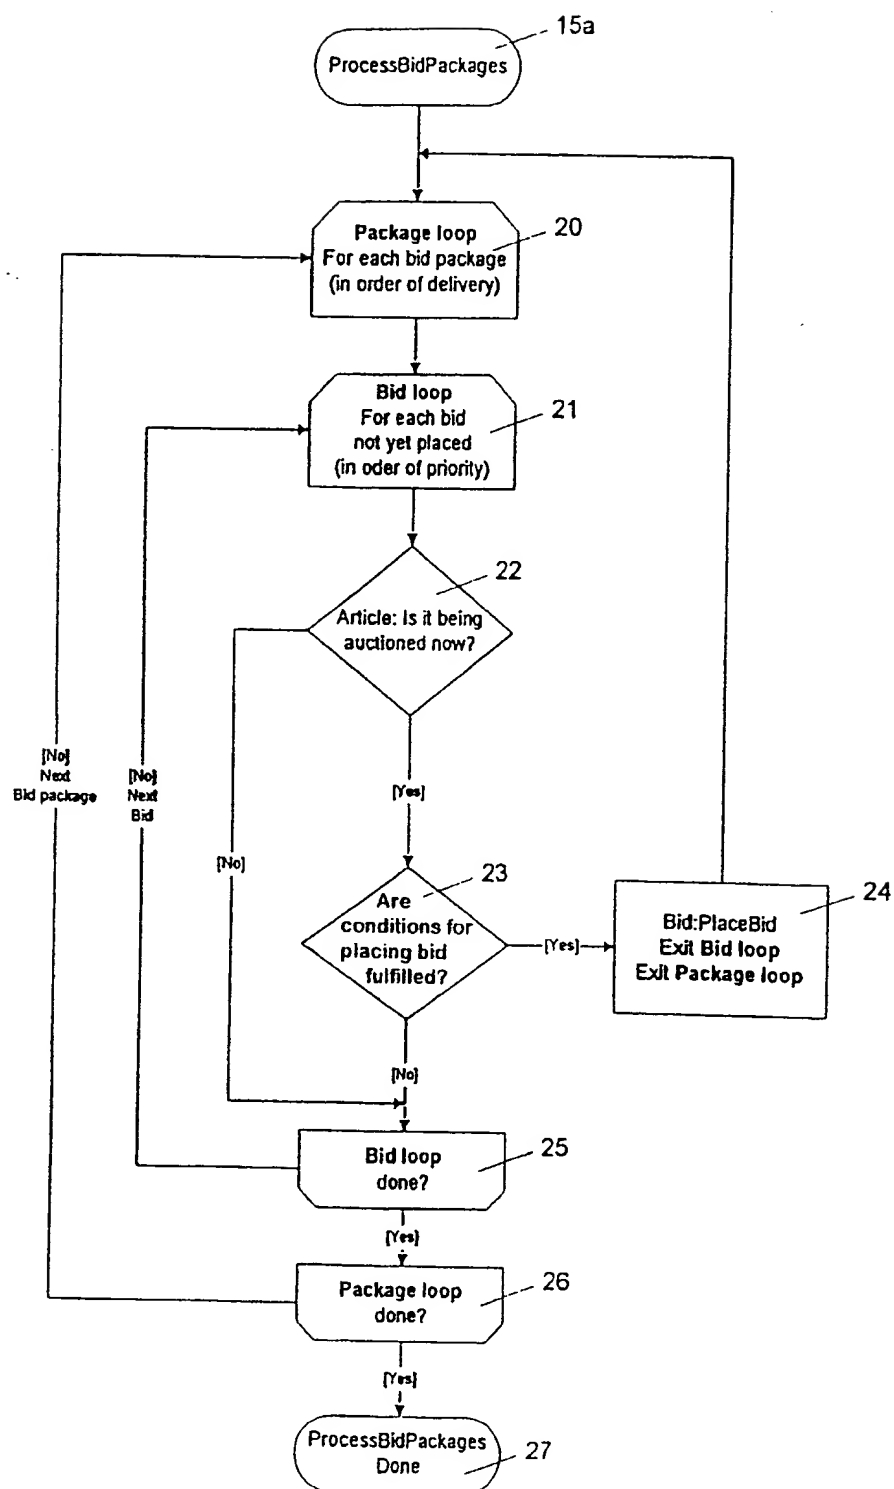 15a
ProcessBidPackages
Package loop
For each bid package
(in order of delivery)
20
Bid loop
For each bid
not yet placed
(in oder of priority)
21
22
Article: Is it being
auctioned now?
[No]
Next
Bid package
[No]
Next
Bid
[Yes]
[No]
23
Are
conditions for
placing bid
fulfilled?
[Yes]
24
Bid:PlaceBid
Exit Bid loop
Exit Package loop
[No]
Bid loop
done?
25
[Yes]
Package loop
done?
26
[Yes]
ProcessBidPackages
Done
27